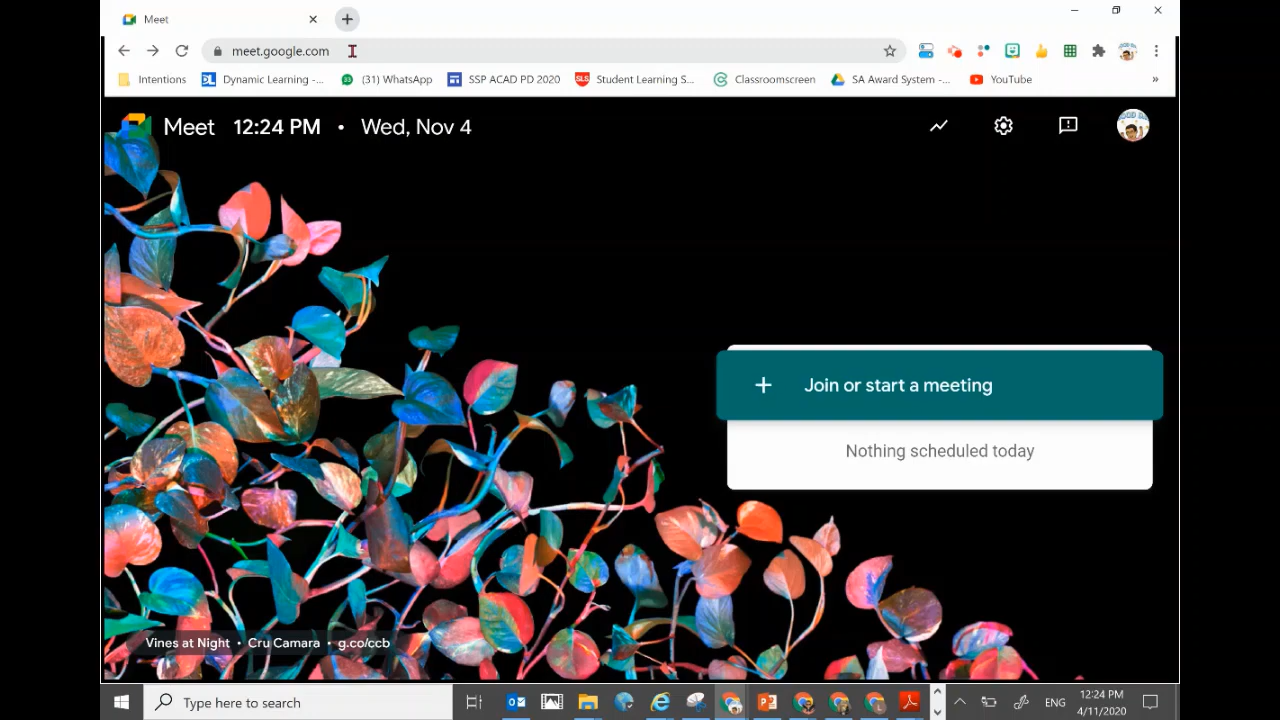 Meet
meet.google.com
Intentions
Dynamic Learning -...
(31) WhatsApp
SSP ACAD PD 2020
SLS
Student Learning S...
Classroomscreen
SA Award System -...
YouTube
»
Meet 12:24 PM • Wed, Nov 4
+ Join or start a meeting
Nothing scheduled today
Vines at Night • Cru Camara • g.co/ccb
Type here to search
ENG
12:24 PM
4/11/2020